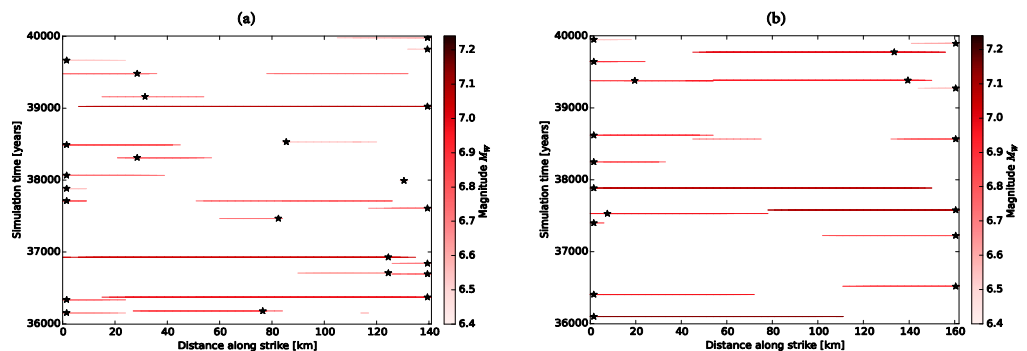 (a)
40000
39000
38000
37000
36000
Simulation time [years]
0 20 40 60 80 100 120 140
Distance along strike [km]
7.2
7.1
7.0
6.9
6.8
6.7
6.6
6.5
6.4
Magnitude M_W
(b)
40000
39000
38000
37000
36000
Simulation time [years]
0 20 40 60 80 100 120 140 160
Distance along strike [km]
7.2
7.1
7.0
6.9
6.8
6.7
6.6
6.5
6.4
Magnitude M_W